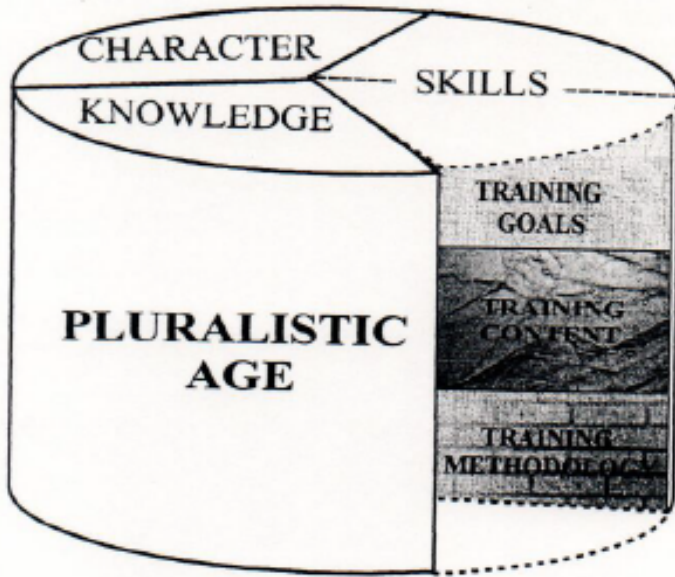 CHARACTER
SKILLS
KNOWLEDGE
TRAINING
GOALS
PLURALISTIC
AGE
TRAINING
CONTENT
TRAINING
METHODOLOGY